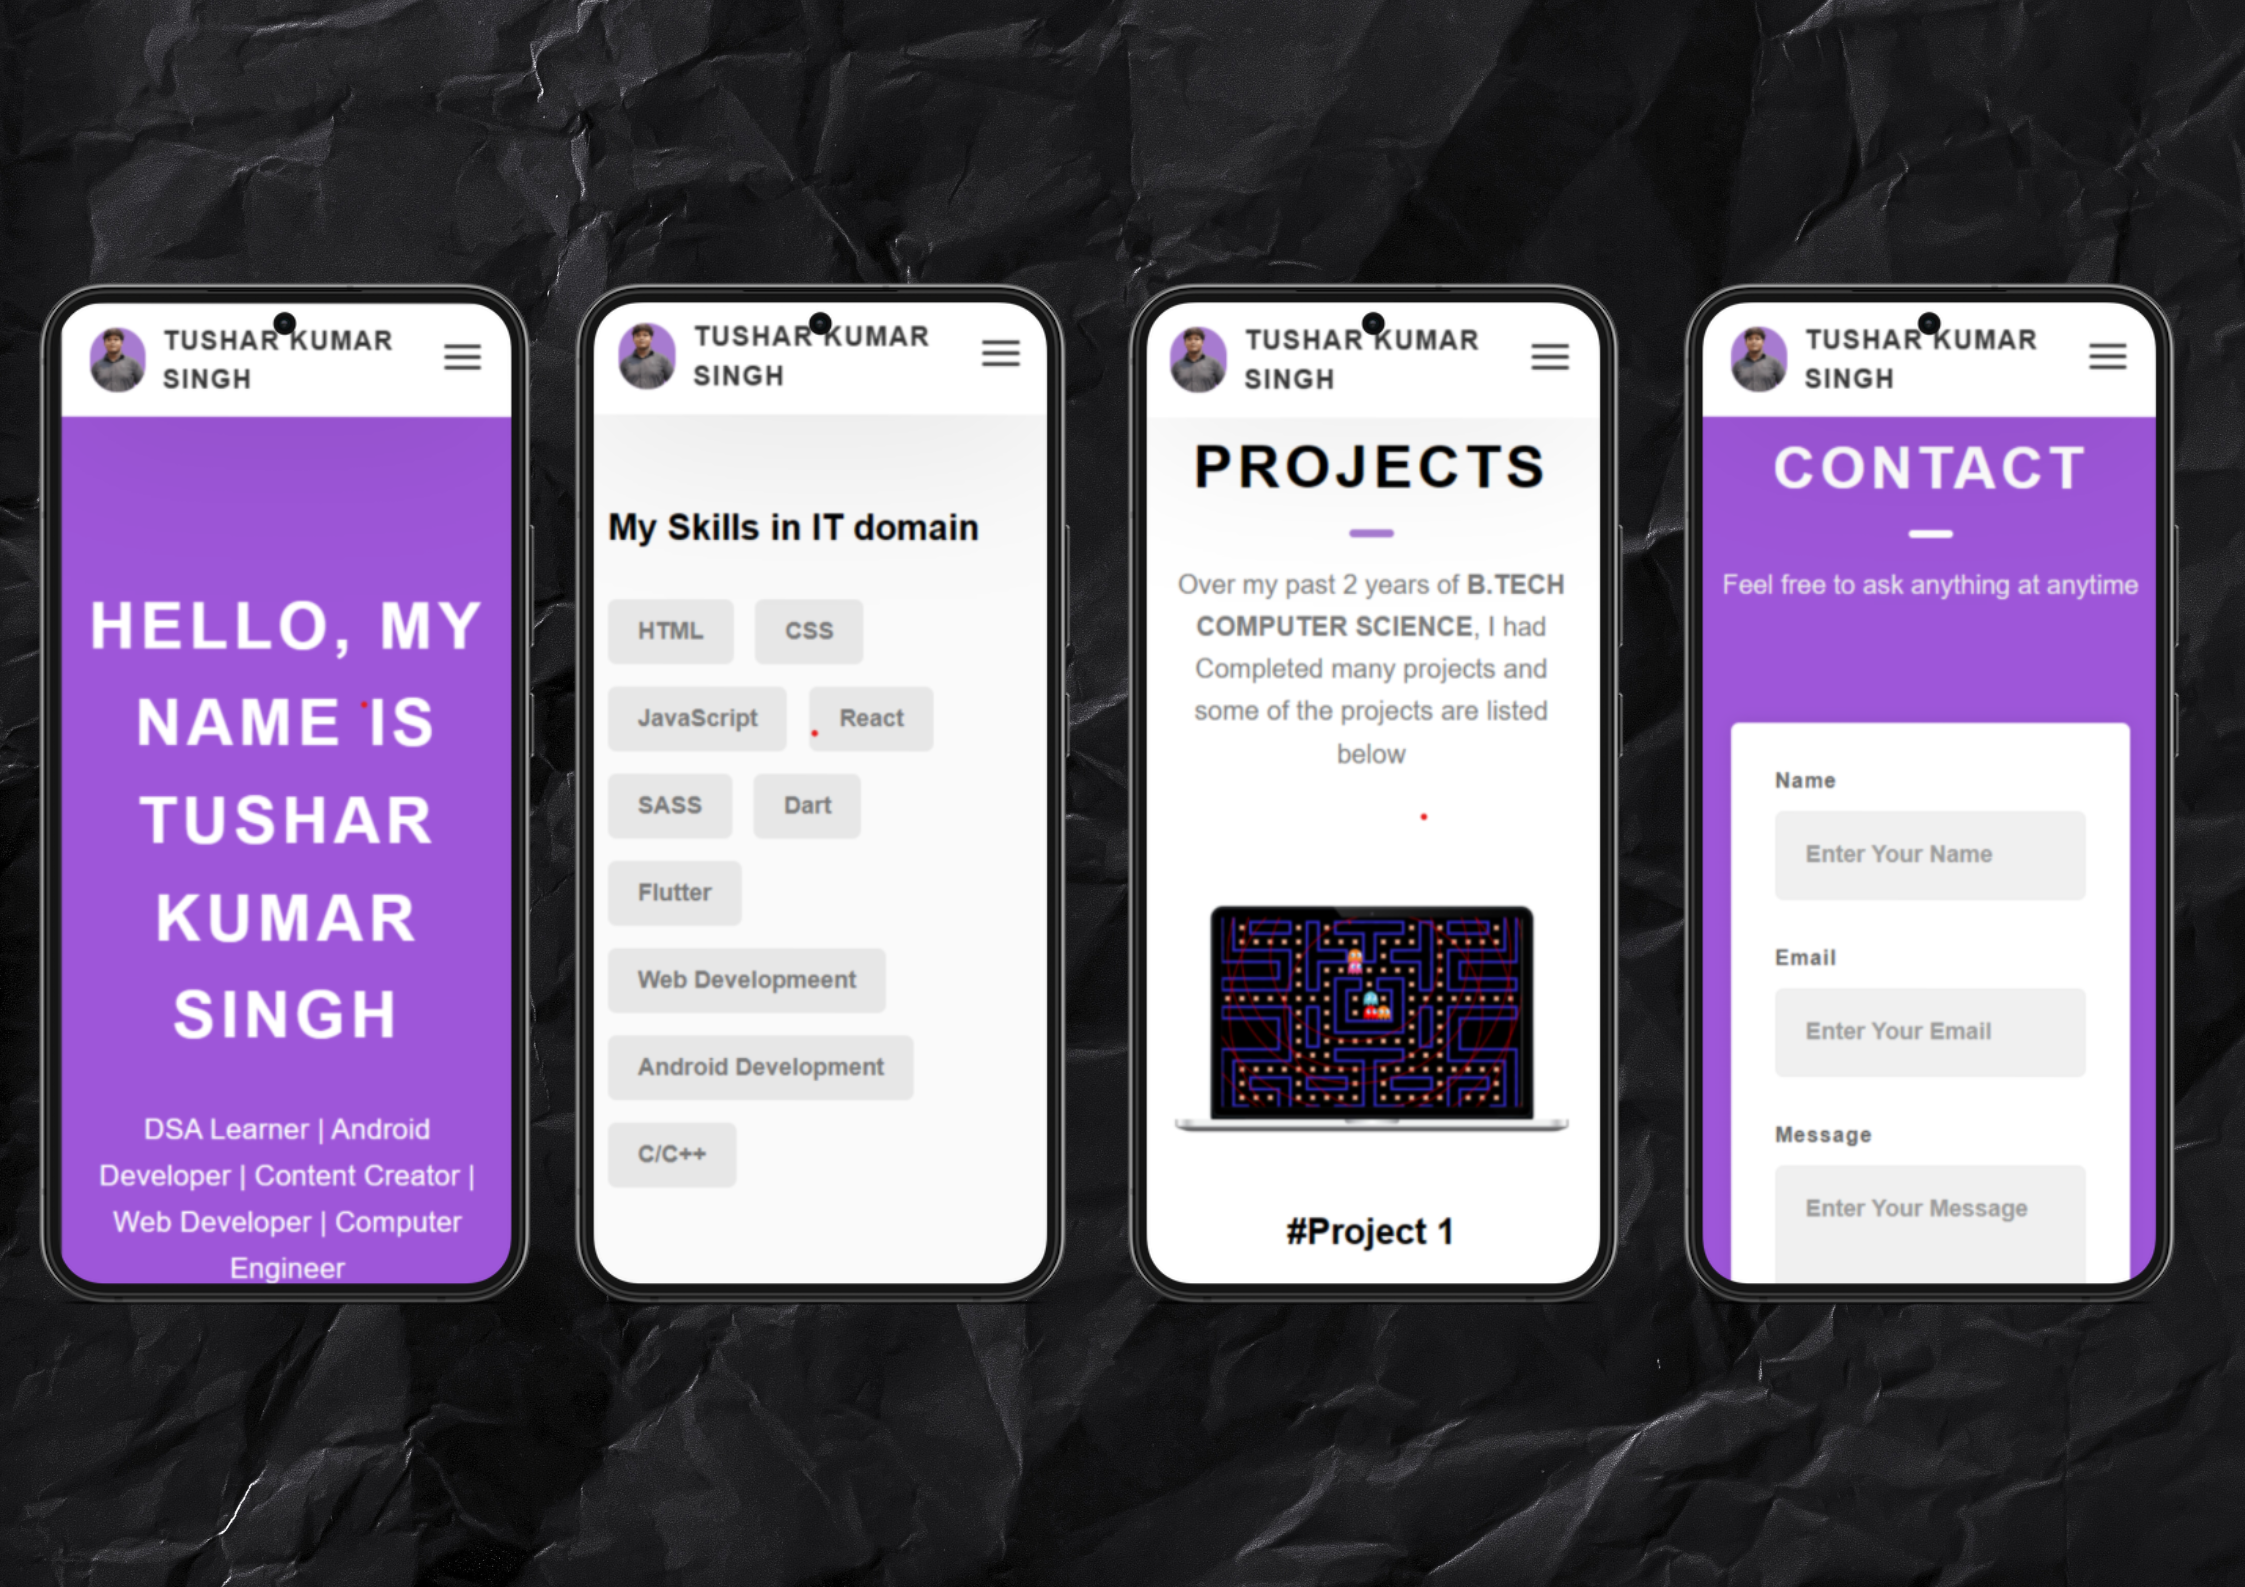 TUSHAR KUMAR
SINGH
HELLO, MY
NAME IS
TUSHAR
KUMAR
SINGH
DSA Learner | Android
Developer | Content Creator |
Web Developer | Computer
Engineer
TUSHAR KUMAR
SINGH
My Skills in IT domain
HTML CSS
JavaScript React
SASS Dart
Flutter
Web Developmeent
Android Development
C/C++
TUSHAR KUMAR
SINGH
PROJECTS
Over my past 2 years of B.TECH
COMPUTER SCIENCE, I had
Completed many projects and
some of the projects are listed
below
#Project 1
TUSHAR KUMAR
SINGH
CONTACT
Feel free to ask anything at anytime
Name
Enter Your Name
Email
Enter Your Email
Message
Enter Your Message